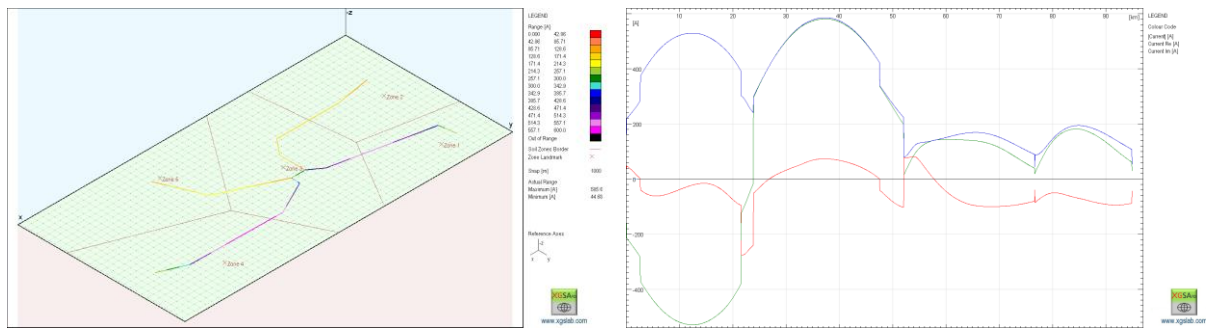 -z
y
x
Zone 2
Zone 1
Zone 3
Zone 5
Zone 4
LEGEND
Range [A]
0.000 42.86
42.86 85.71
85.71 128.6
128.6 171.4
171.4 214.3
214.3 257.1
257.1 300.0
300.0 342.9
342.9 385.7
385.7 428.6
428.6 471.4
471.4 514.3
514.3 557.1
557.1 600.0
Out of Range
Soil Zones Border
Zone Landmark
Snap [m] 1000
Actual Range
Maximum [A]
Minimum [A] 44.85
Reference Axes
-z
x y
XGSA
www.xgslab.com
10 20 30 40 50 60 70 80 90 [km]
[A]
400
200
0
-200
-400
LEGEND
Colour Code
|Current| [A]
Current Re [A]
Current Im [A]
XGSA
www.xgslab.com